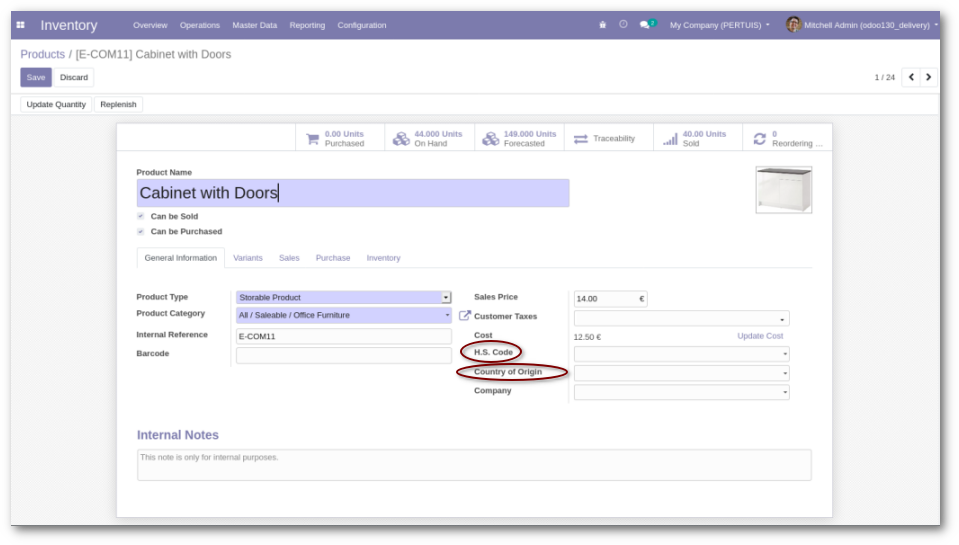 Inventory Overview Operations Master Data Reporting Configuration 2 My Company (PERTUIS) Mitchell Admin (odoo130_delivery)
Products / [E-COM11] Cabinet with Doors
Save Discard 1 / 24
Update Quantity Replenish
0.00 Units 44.000 Units 149.000 Units Traceability 40.00 Units 0
Purchased On Hand Forecasted Sold Reordering ...
Product Name
Cabinet with Doors
Can be Sold
Can be Purchased
General Information Variants Sales Purchase Inventory
Product Type Storable Product Sales Price 14.00 €
Product Category All / Saleable / Office Furniture Customer Taxes
Internal Reference E-COM11 Cost 12.50 € Update Cost
Barcode H.S. Code
Country of Origin
Company
Internal Notes
This note is only for internal purposes.